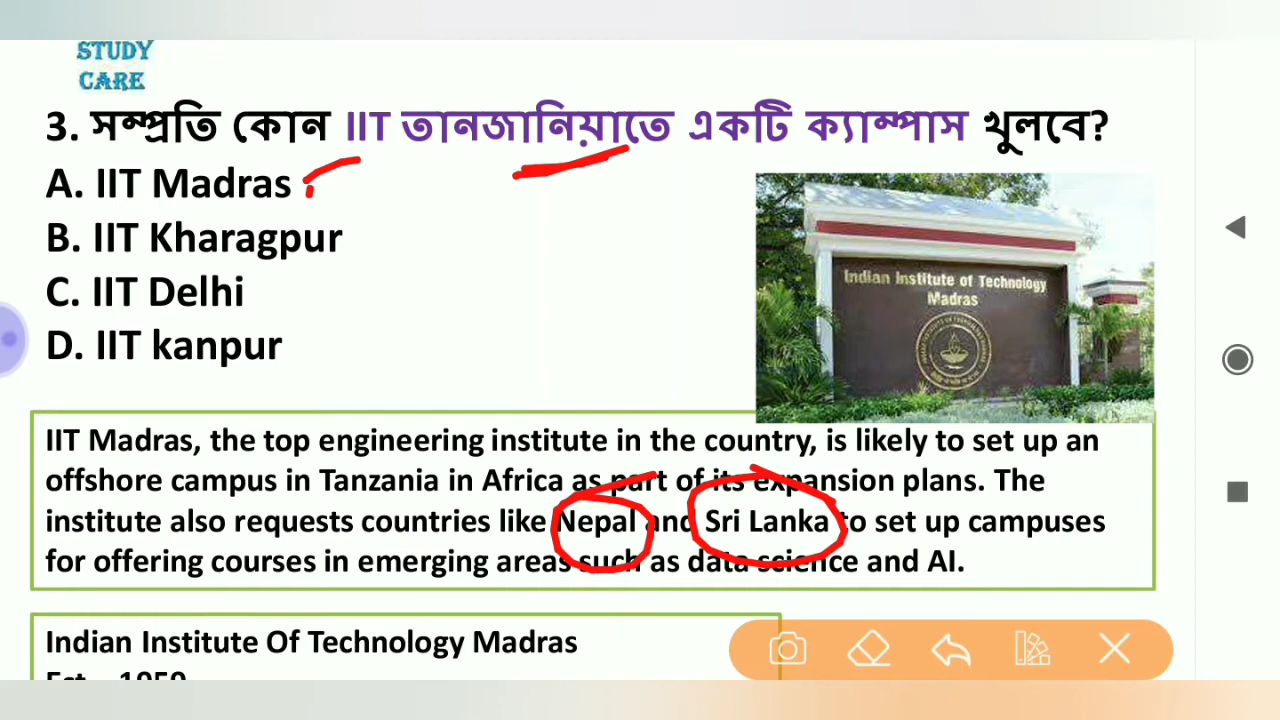 STUDY
CARE
3. সম্প্রতি কোন IIT তানজানিয়াতে একটি ক্যাম্পাস খুলবে?
A. IIT Madras
B. IIT Kharagpur
C. IIT Delhi
D. IIT kanpur
Indian Institute of Technology
Madras
IIT Madras, the top engineering institute in the country, is likely to set up an
offshore campus in Tanzania in Africa as part of its expansion plans. The
institute also requests countries like Nepal and Sri Lanka to set up campuses
for offering courses in emerging areas such as data science and AI.
Indian Institute Of Technology Madras
Est – 1959